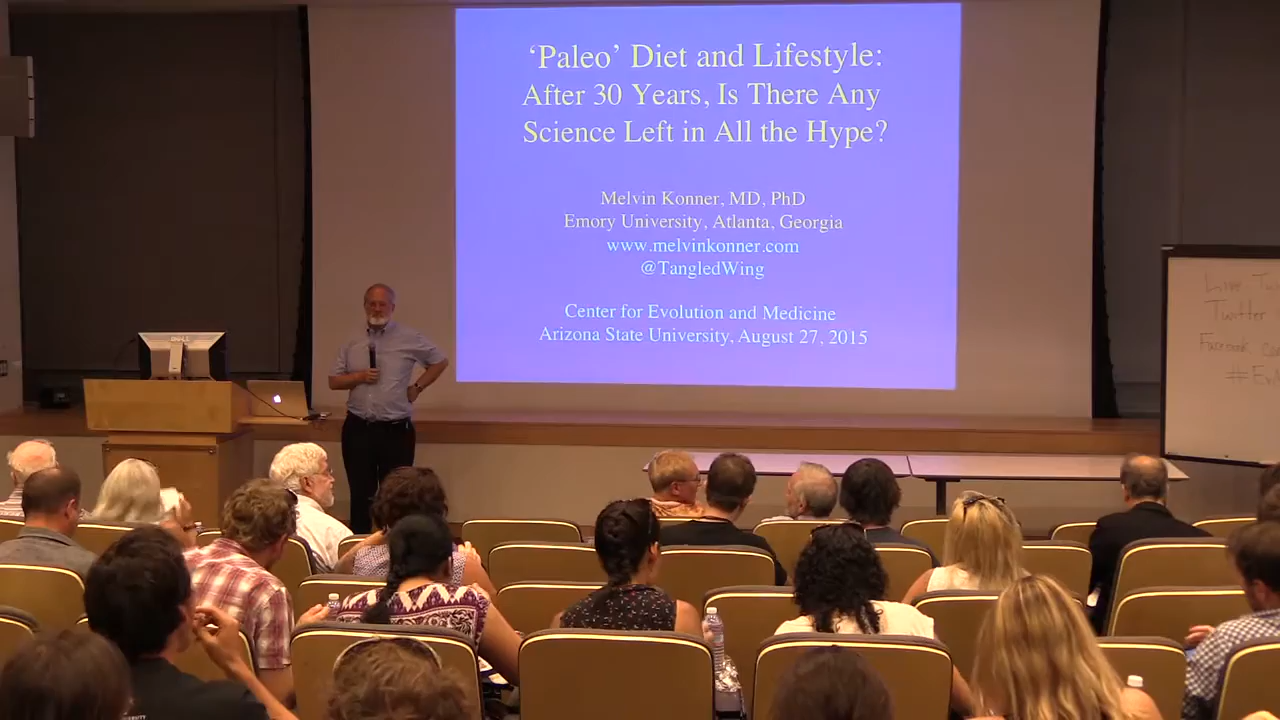 ‘Paleo’ Diet and Lifestyle:
After 30 Years, Is There Any
Science Left in All the Hype?
Melvin Konner, MD, PhD
Emory University, Atlanta, Georgia
www.melvinkonner.com
@TangledWing
Center for Evolution and Medicine
Arizona State University, August 27, 2015
DELL
Twitter
Facebook